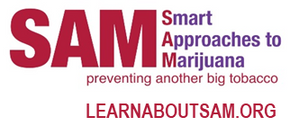 SAM Smart
Approaches to
Marijuana
preventing another big tobacco
LEARNABOUTSAM.ORG